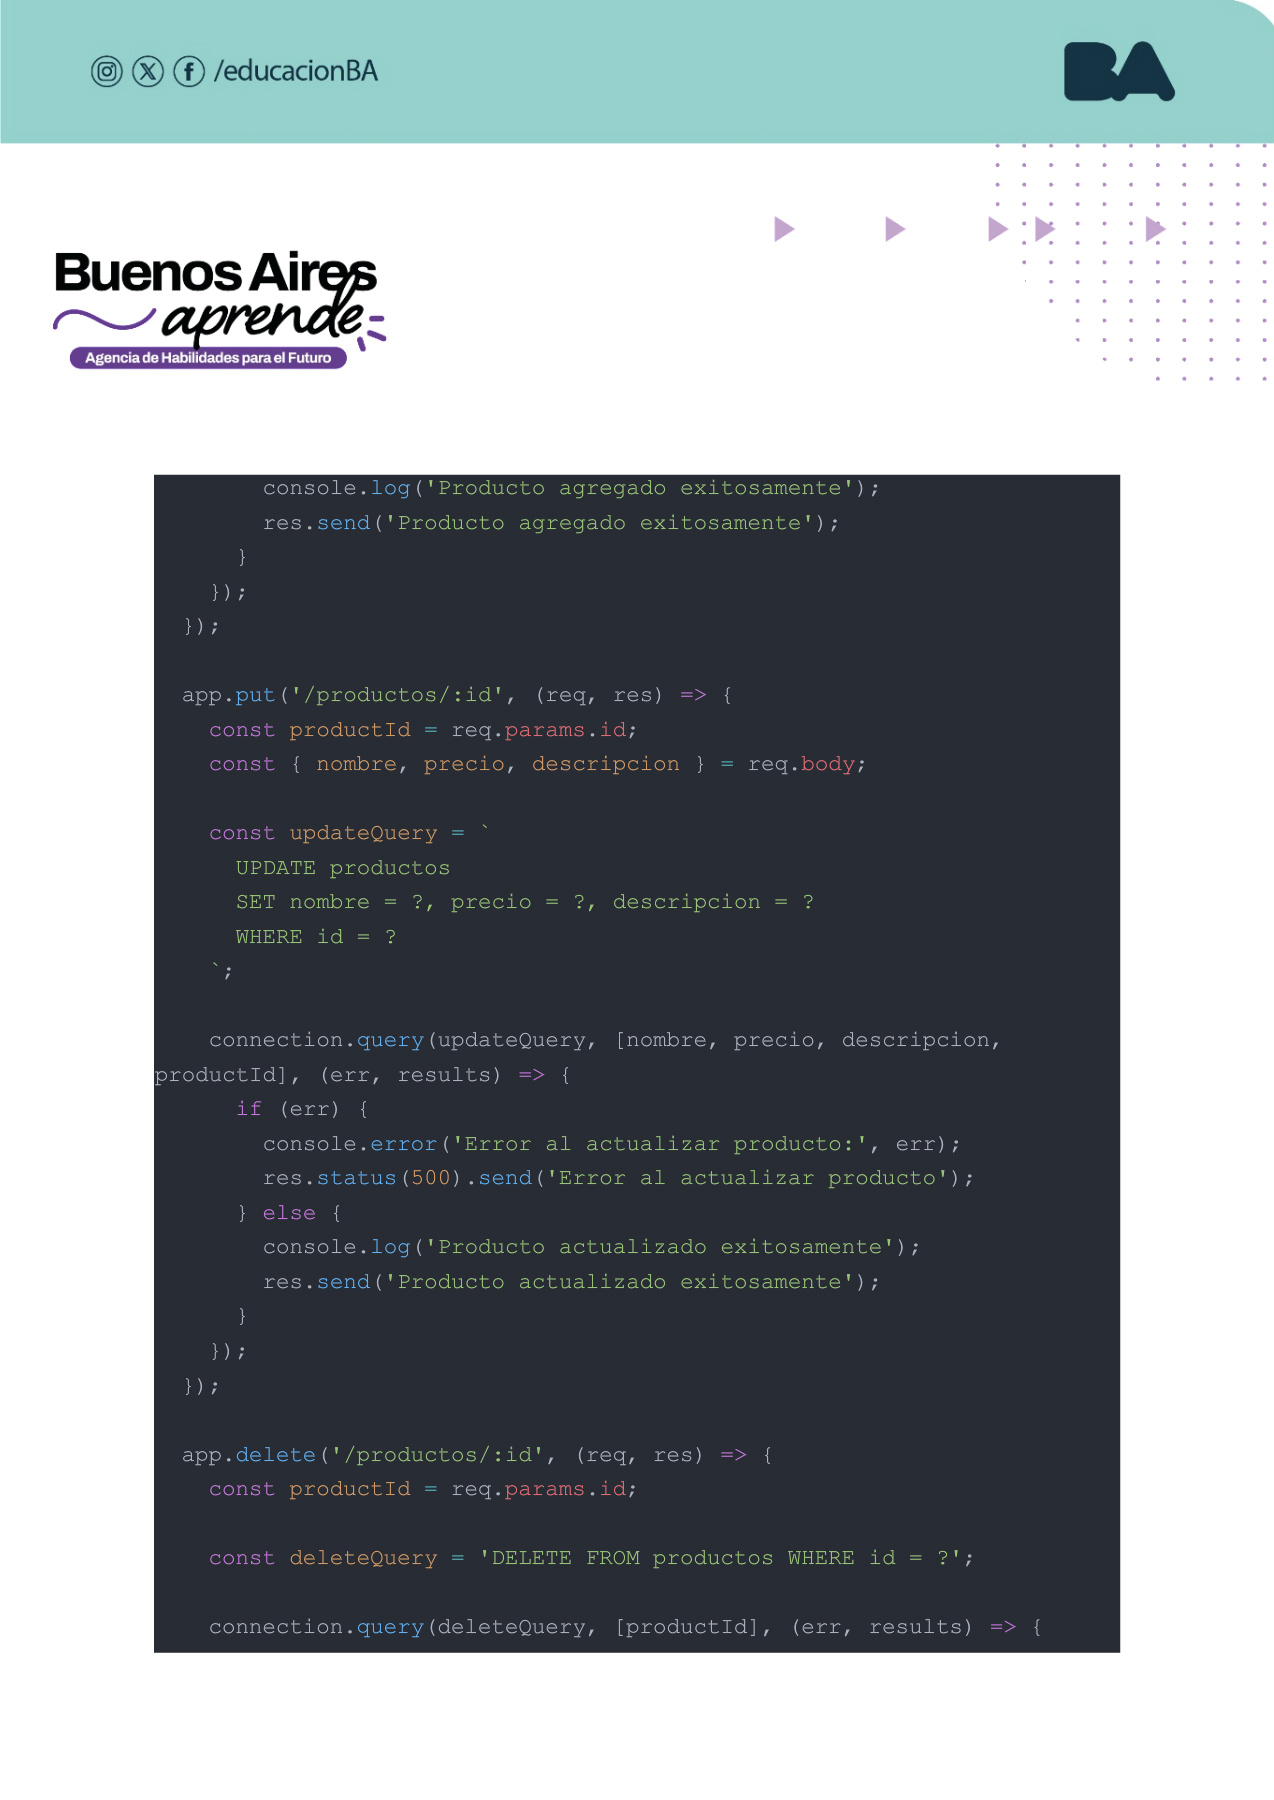 /educacionBA
BA
Buenos Aires
aprende
Agencia de Habilidades para el Futuro
console.log('Producto agregado exitosamente');
res.send('Producto agregado exitosamente');
}
});
});
app.put('/productos/:id', (req, res) => {
const productId = req.params.id;
const { nombre, precio, descripcion } = req.body;
const updateQuery = `
UPDATE productos
SET nombre = ?, precio = ?, descripcion = ?
WHERE id = ?
`;
connection.query(updateQuery, [nombre, precio, descripcion,
productId], (err, results) => {
if (err) {
console.error('Error al actualizar producto:', err);
res.status(500).send('Error al actualizar producto');
} else {
console.log('Producto actualizado exitosamente');
res.send('Producto actualizado exitosamente');
}
});
});
app.delete('/productos/:id', (req, res) => {
const productId = req.params.id;
const deleteQuery = 'DELETE FROM productos WHERE id = ?';
connection.query(deleteQuery, [productId], (err, results) => {